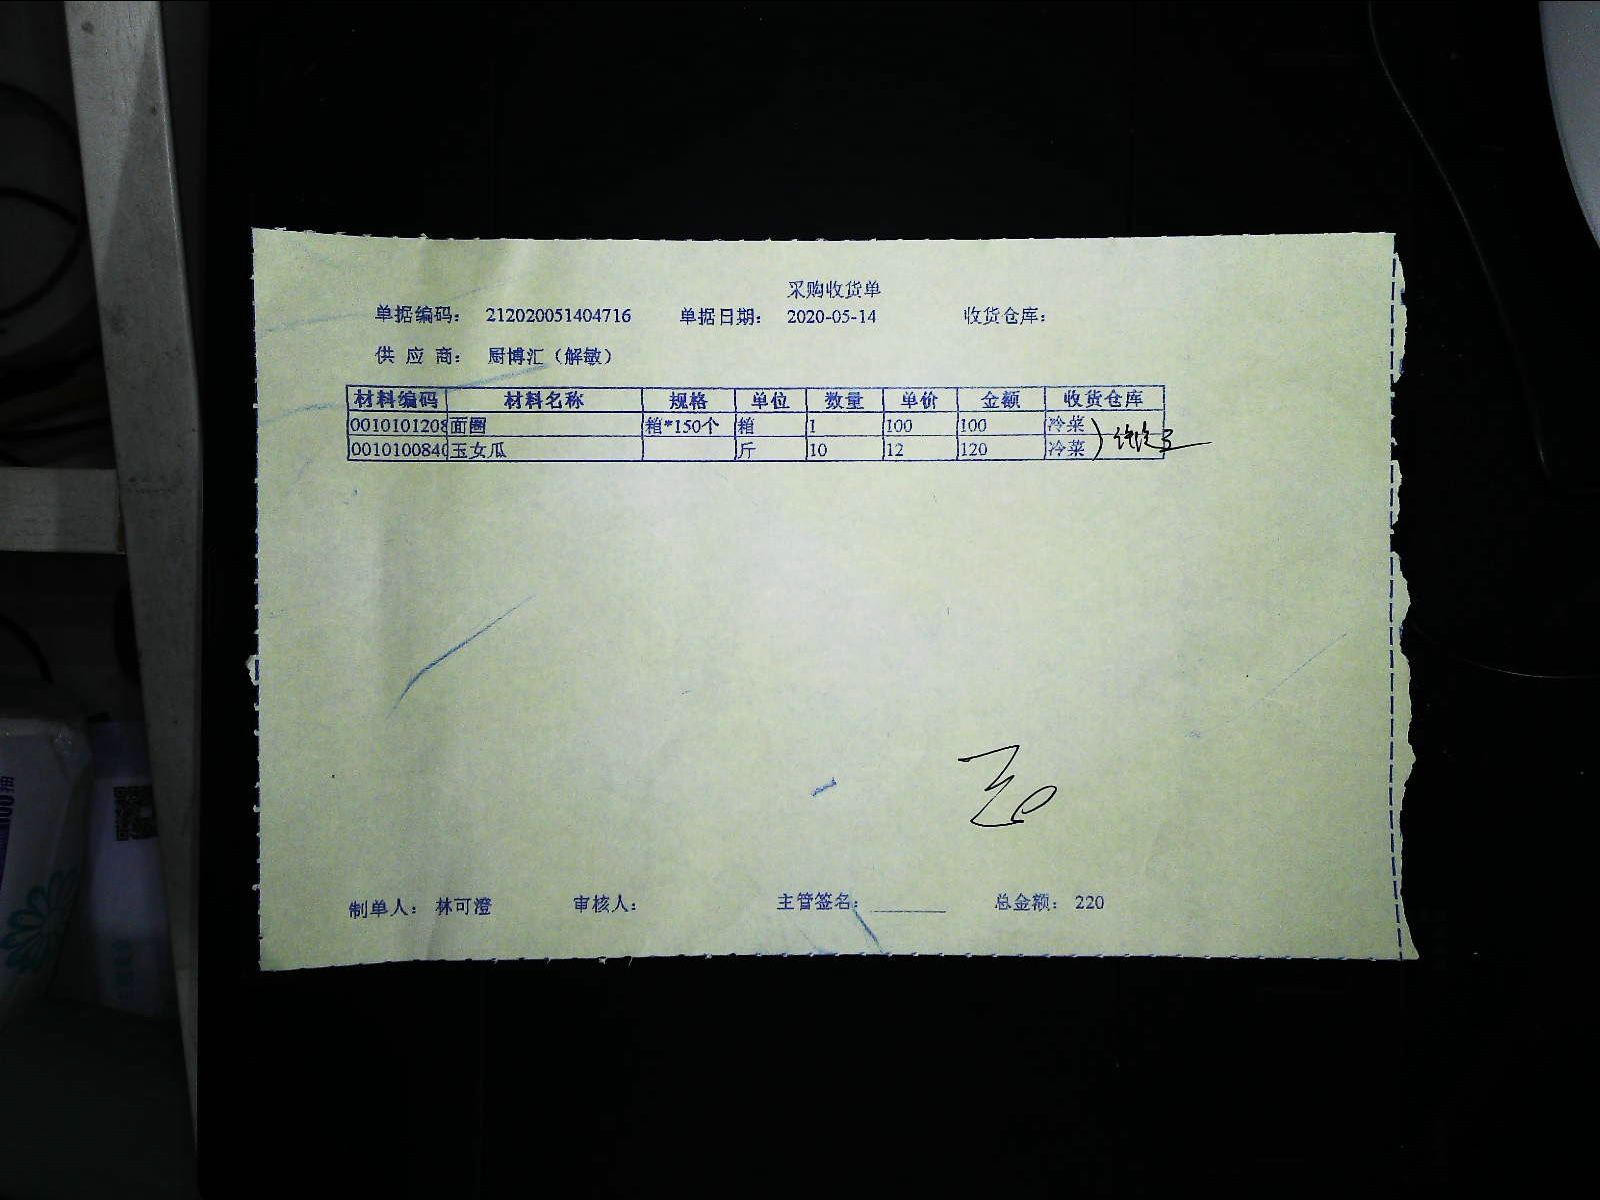 采购收货单
单据编码： 212020051404716 单据日期： 2020-05-14 收货仓库：
供 应 商： 厨博汇（解敏）
材料编码 材料名称 规格 单位 数量 单价 金额 收货仓库
0010101208 面圈 箱*150个 箱 1 100 100 冷菜
0010100840 玉女瓜 斤 10 12 120 冷菜
制单人： 林可澄 审核人： 主管签名： 总金额： 220